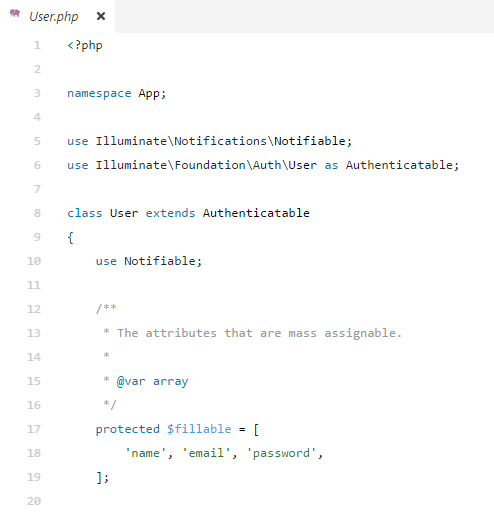 User.php ×
1 <?php
2
3 namespace App;
4
5 use Illuminate\Notifications\Notifiable;
6 use Illuminate\Foundation\Auth\User as Authenticatable;
7
8 class User extends Authenticatable
9 {
10     use Notifiable;
11
12     /**
13      * The attributes that are mass assignable.
14      *
15      * @var array
16      */
17     protected $fillable = [
18         'name', 'email', 'password',
19     ];
20